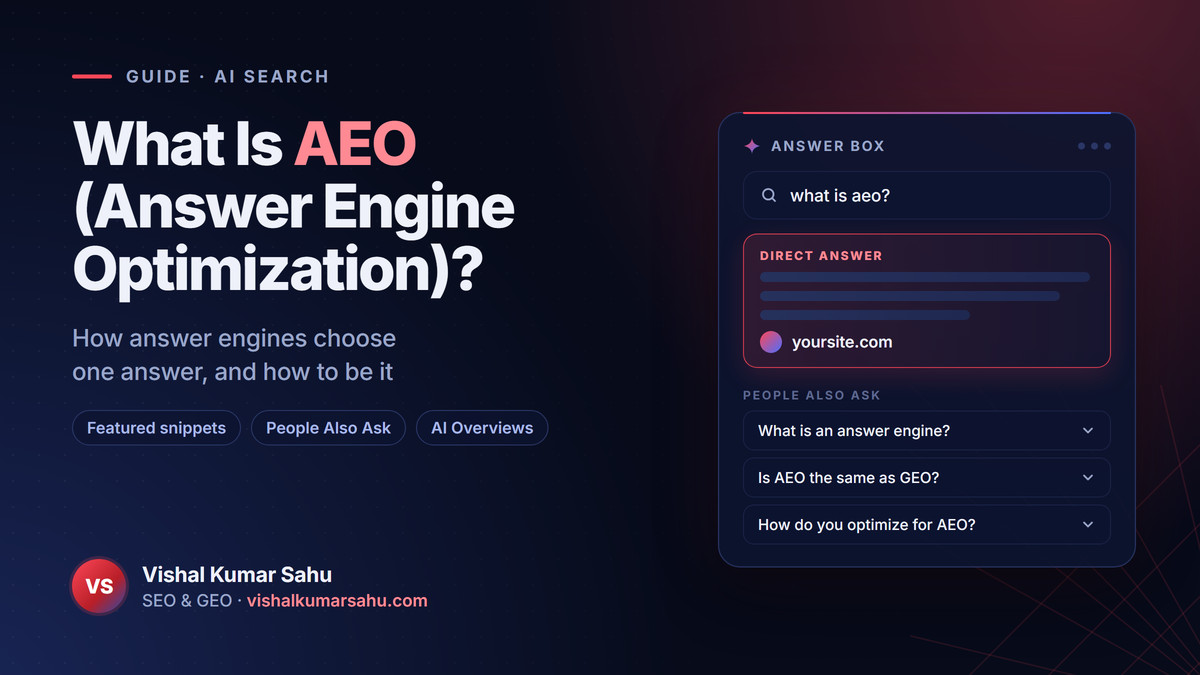 GUIDE · AI SEARCH
What Is AEO
(Answer Engine
Optimization)?
How answer engines choose
one answer, and how to be it
Featured snippets
People Also Ask
AI Overviews
VS
Vishal Kumar Sahu
SEO & GEO · vishalkumarsahu.com
ANSWER BOX
what is aeo?
DIRECT ANSWER
yoursite.com
PEOPLE ALSO ASK
What is an answer engine?
Is AEO the same as GEO?
How do you optimize for AEO?